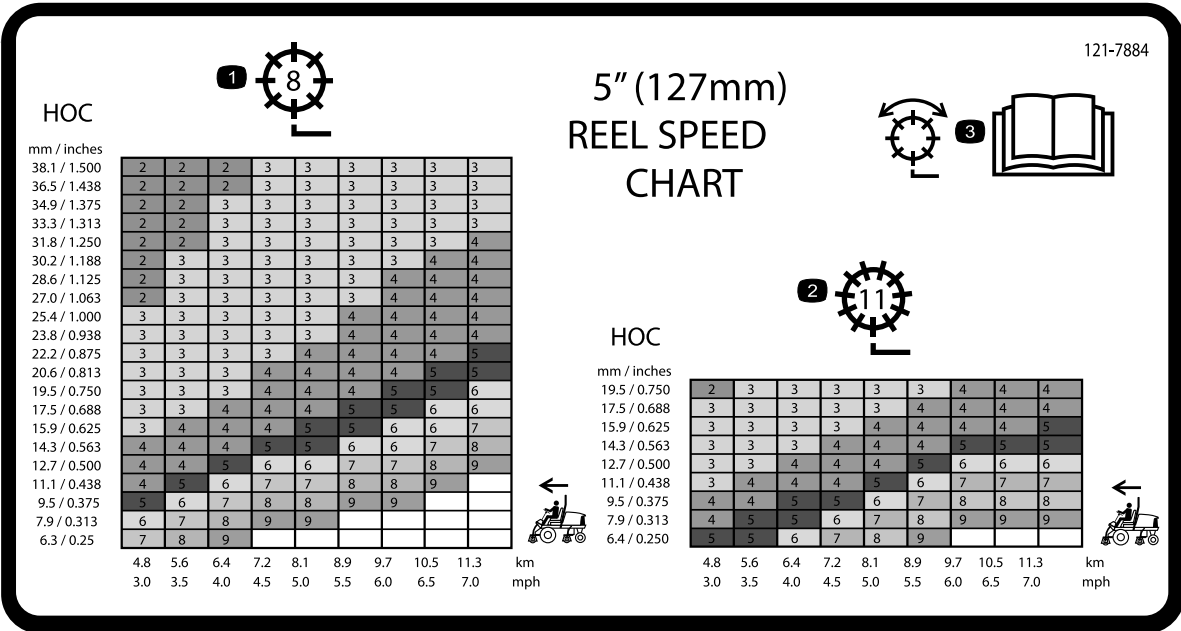 121-7884
5” (127mm)
REEL SPEED
CHART
3
1
8
HOC
mm / inches
38.1 / 1.500 2 2 2 3 3 3 3 3 3
36.5 / 1.438 2 2 2 3 3 3 3 3 3
34.9 / 1.375 2 2 3 3 3 3 3 3 3
33.3 / 1.313 2 2 3 3 3 3 3 3 3
31.8 / 1.250 2 2 3 3 3 3 3 3 4
30.2 / 1.188 2 3 3 3 3 3 3 4 4
28.6 / 1.125 2 3 3 3 3 3 4 4 4
27.0 / 1.063 2 3 3 3 3 3 4 4 4
25.4 / 1.000 3 3 3 3 3 4 4 4 4
23.8 / 0.938 3 3 3 3 3 4 4 4 4
22.2 / 0.875 3 3 3 3 4 4 4 4 5
20.6 / 0.813 3 3 3 4 4 4 4 5 5
19.5 / 0.750 3 3 3 4 4 4 5 5 6
17.5 / 0.688 3 3 4 4 4 5 5 6 6
15.9 / 0.625 3 4 4 4 5 5 6 6 7
14.3 / 0.563 4 4 4 5 5 6 6 7 8
12.7 / 0.500 4 4 5 6 6 7 7 8 9
11.1 / 0.438 4 5 6 7 7 8 8 9
9.5 / 0.375 5 6 7 8 8 9 9
7.9 / 0.313 6 7 8 9 9
6.3 / 0.25 7 8 9
4.8 5.6 6.4 7.2 8.1 8.9 9.7 10.5 11.3 km
3.0 3.5 4.0 4.5 5.0 5.5 6.0 6.5 7.0 mph
2
11
HOC
mm / inches
19.5 / 0.750 2 3 3 3 3 3 4 4 4
17.5 / 0.688 3 3 3 3 3 4 4 4 4
15.9 / 0.625 3 3 3 3 4 4 4 4 5
14.3 / 0.563 3 3 3 4 4 4 5 5 5
12.7 / 0.500 3 3 4 4 4 5 6 6 6
11.1 / 0.438 3 4 4 4 5 6 7 7 7
9.5 / 0.375 4 4 5 5 6 7 8 8 8
7.9 / 0.313 4 5 5 6 7 8 9 9 9
6.4 / 0.250 5 5 6 7 8 9
4.8 5.6 6.4 7.2 8.1 8.9 9.7 10.5 11.3 km
3.0 3.5 4.0 4.5 5.0 5.5 6.0 6.5 7.0 mph